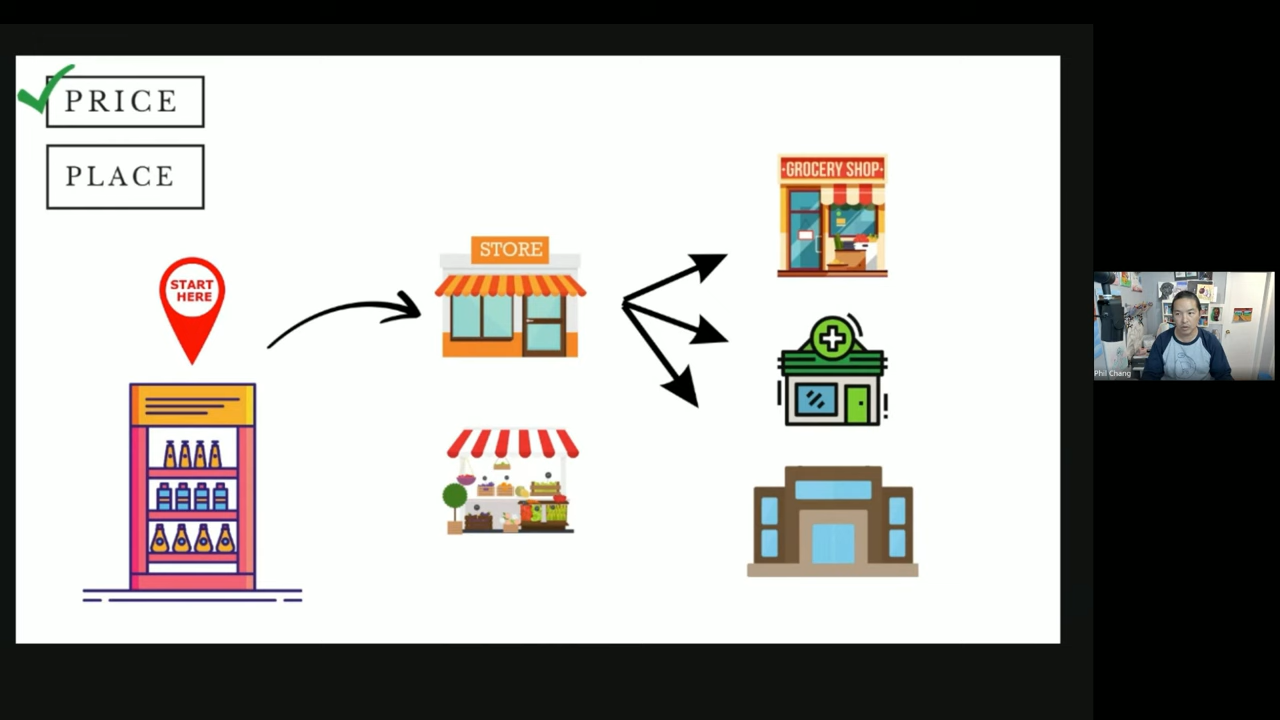 PRICE
PLACE
START
HERE
STORE
·GROCERY SHOP·
Phil Chang